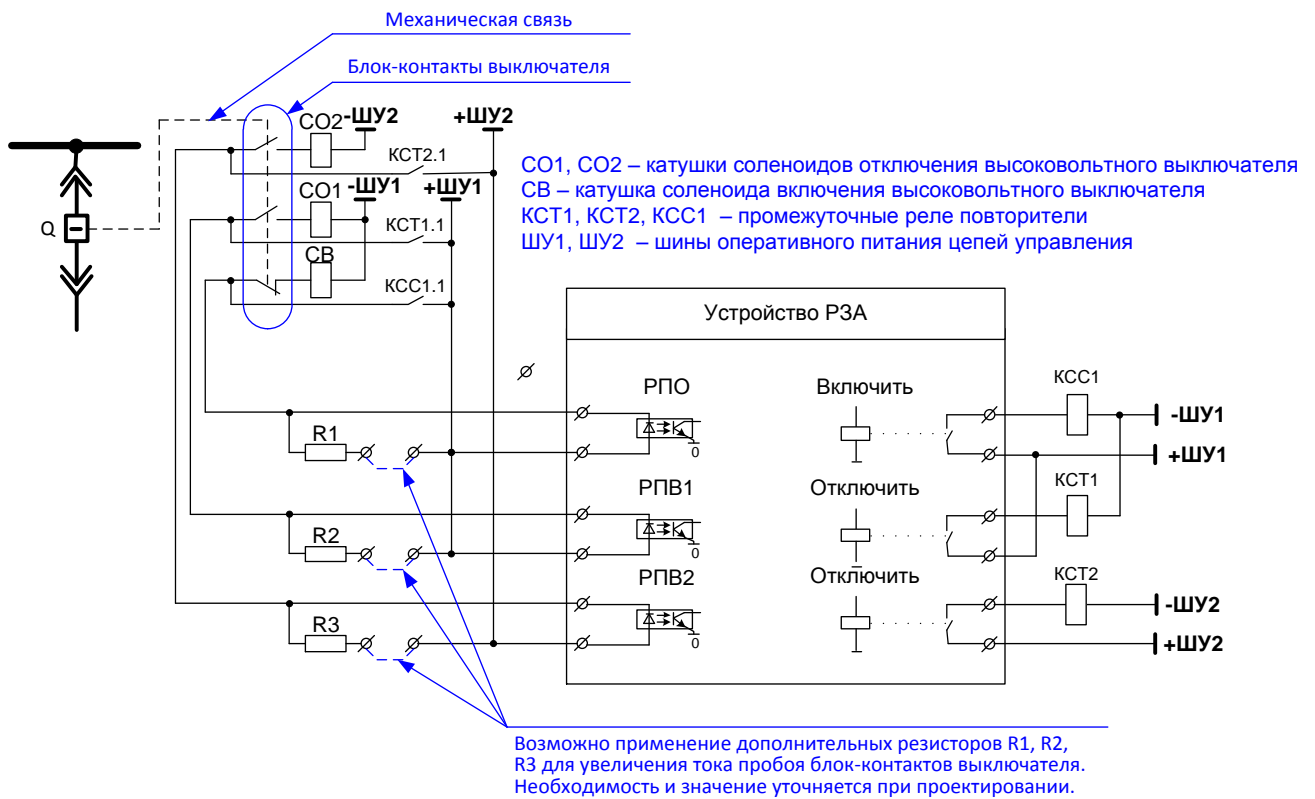 Механическая связь
Блок-контакты выключателя
СО2
-ШУ2
+ШУ2
КСТ2.1
СО1
-ШУ1
+ШУ1
КСТ1.1
СВ
КСС1.1
Q
СО1, СО2 – катушки соленоидов отключения высоковольтного выключателя
СВ – катушка соленоида включения высоковольтного выключателя
КСТ1, КСТ2, КСС1 – промежуточные реле повторители
ШУ1, ШУ2 – шины оперативного питания цепей управления
Устройство РЗА
РПО
Включить
КСС1
-ШУ1
R1
0
+ШУ1
РПВ1
Отключить
КСТ1
R2
0
РПВ2
Отключить
КСТ2
-ШУ2
R3
0
+ШУ2
Возможно применение дополнительных резисторов R1, R2,
R3 для увеличения тока пробоя блок-контактов выключателя.
Необходимость и значение уточняется при проектировании.